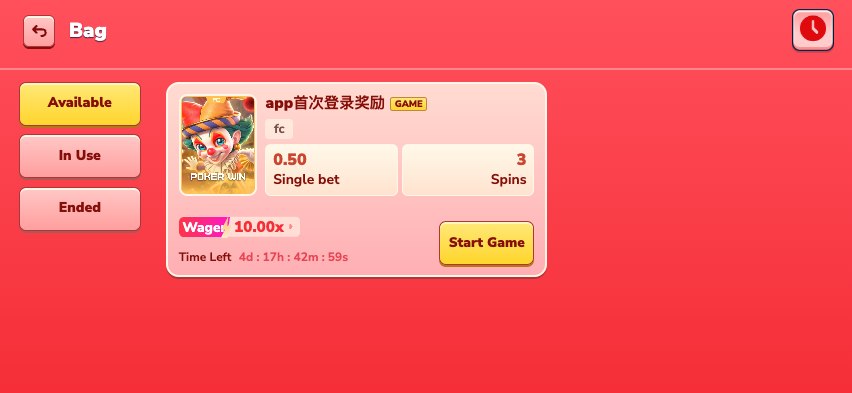 Bag
Available
In Use
Ended
app首次登录奖励 GAME
fc
POKER WIN
0.50
Single bet
3
Spins
Wager 10.00x
Time Left 4d : 17h : 42m : 59s
Start Game